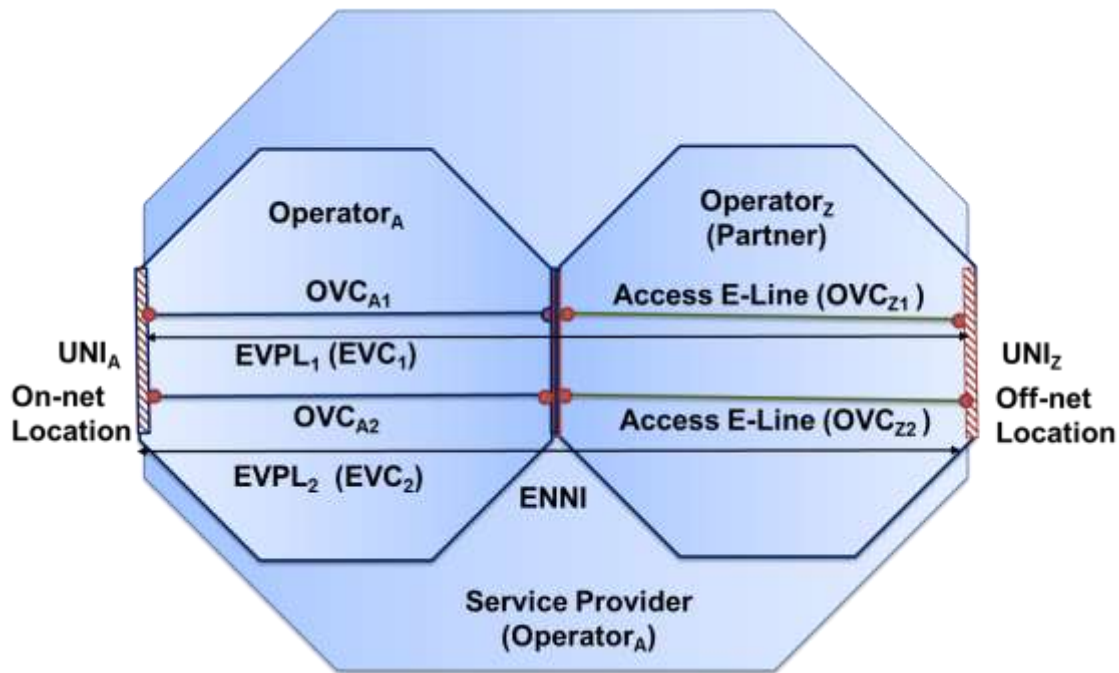 Operator_A
Operator_Z
(Partner)
OVC_A1
Access E-Line (OVC_Z1 )
UNI_A
EVPL_1 (EVC_1)
UNI_Z
On-net
Location
OVC_A2
Access E-Line (OVC_Z2 )
Off-net
Location
EVPL_2 (EVC_2)
ENNI
Service Provider
(Operator_A)